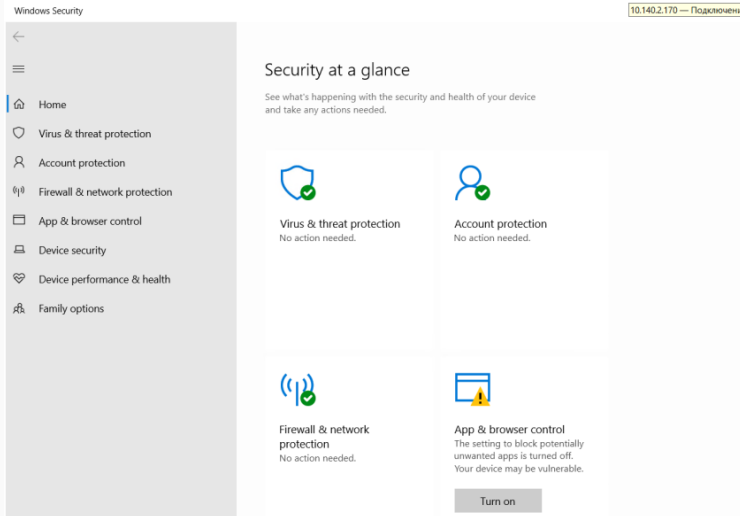 Windows Security
10.140.2.170 — Подключени
Home
Virus & threat protection
Account protection
Firewall & network protection
App & browser control
Device security
Device performance & health
Family options
Security at a glance
See what's happening with the security and health of your device
and take any actions needed.
Virus & threat protection
No action needed.
Account protection
No action needed.
Firewall & network
protection
No action needed.
App & browser control
The setting to block potentially
unwanted apps is turned off.
Your device may be vulnerable.
Turn on